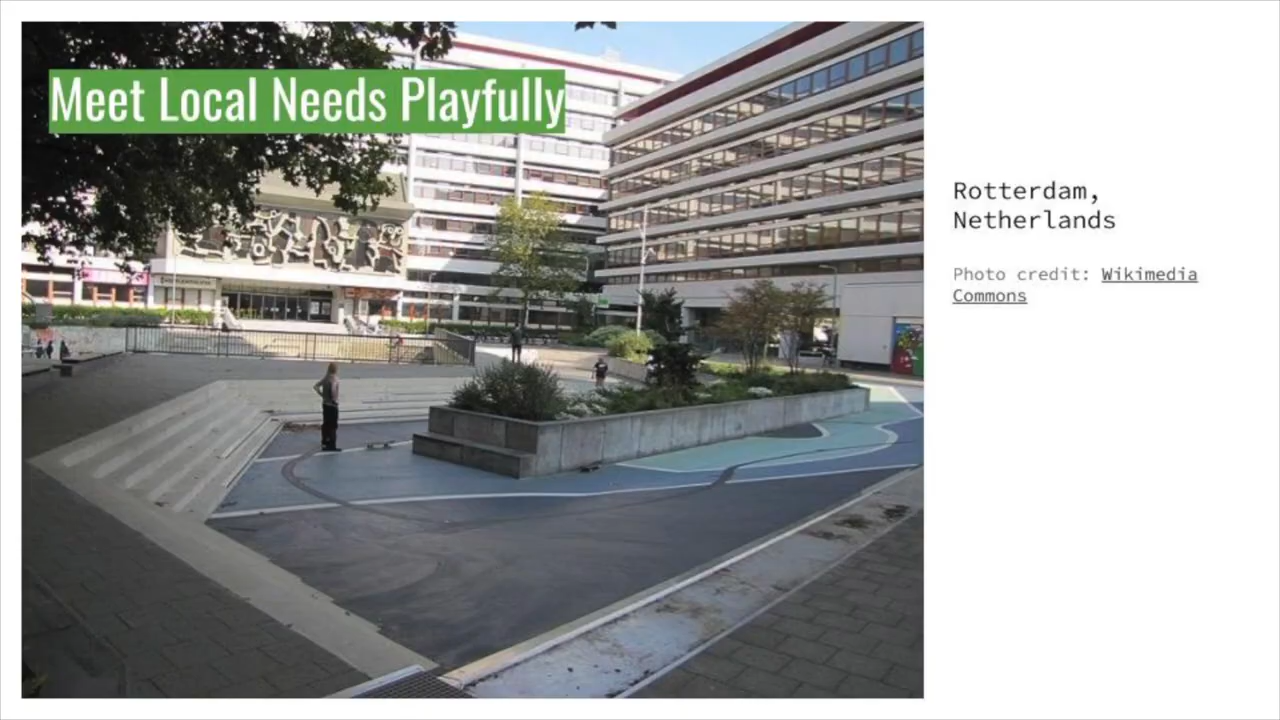 Meet Local Needs Playfully
Rotterdam,
Netherlands
Photo credit: Wikimedia
Commons